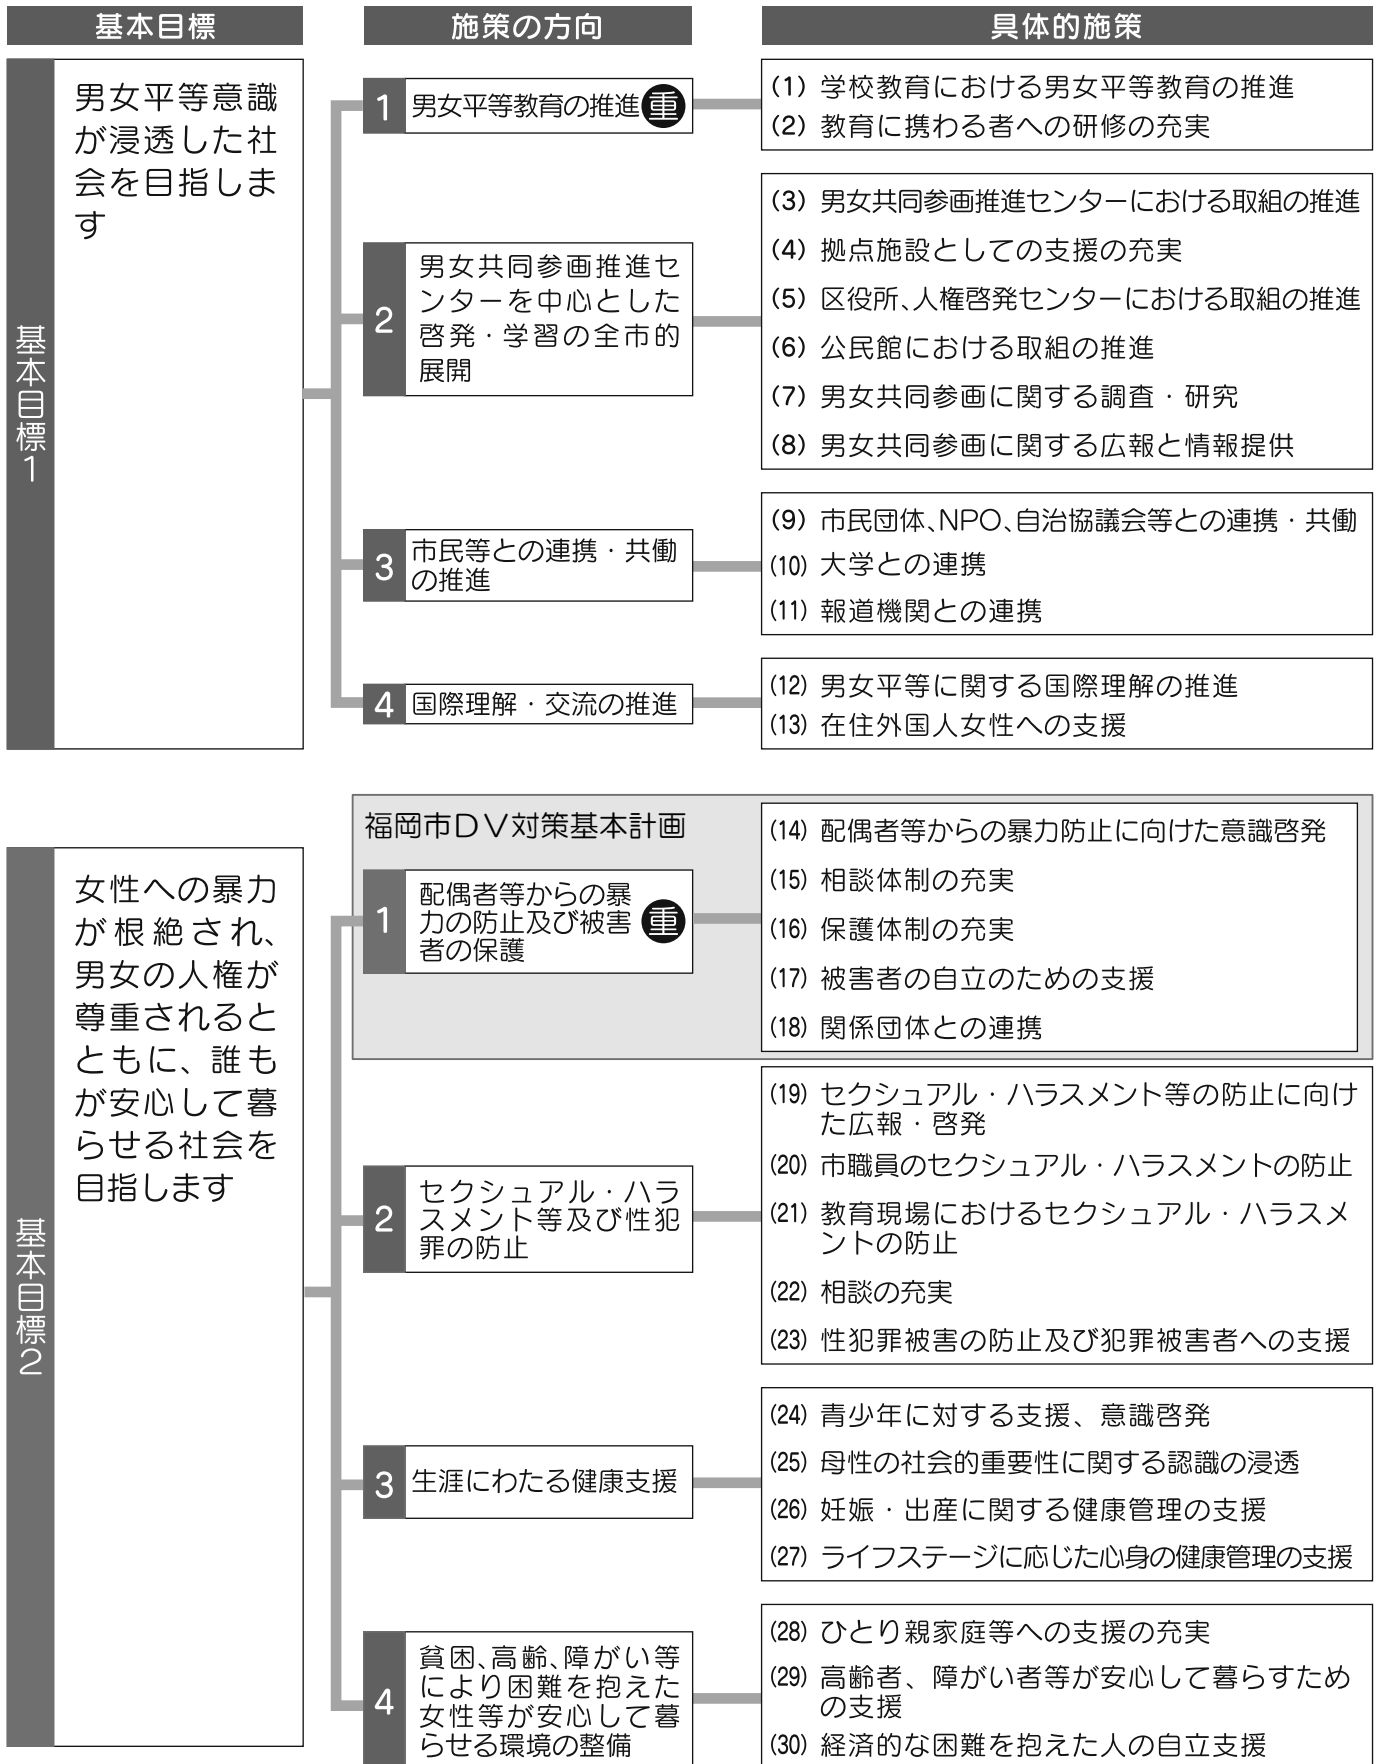 基本目標
施策の方向
具体的施策
基本目標1
男女平等意識
が浸透した社
会を目指しま
す
1
男女平等教育の推進 重
(1) 学校教育における男女平等教育の推進
(2) 教育に携わる者への研修の充実
2
男女共同参画推進セ
ンターを中心とした
啓発・学習の全市的
展開
(3) 男女共同参画推進センターにおける取組の推進
(4) 拠点施設としての支援の充実
(5) 区役所、人権啓発センターにおける取組の推進
(6) 公民館における取組の推進
(7) 男女共同参画に関する調査・研究
(8) 男女共同参画に関する広報と情報提供
3
市民等との連携・共働
の推進
(9) 市民団体、NPO、自治協議会等との連携・共働
(10) 大学との連携
(11) 報道機関との連携
4
国際理解・交流の推進
(12) 男女平等に関する国際理解の推進
(13) 在住外国人女性への支援
基本目標2
女性への暴力
が根絶され、
男女の人権が
尊重されると
ともに、誰も
が安心して暮
らせる社会を
目指します
福岡市DV対策基本計画
1
配偶者等からの暴
力の防止及び被害
者の保護
重
(14) 配偶者等からの暴力防止に向けた意識啓発
(15) 相談体制の充実
(16) 保護体制の充実
(17) 被害者の自立のための支援
(18) 関係団体との連携
2
セクシュアル・ハラ
スメント等及び性犯
罪の防止
(19) セクシュアル・ハラスメント等の防止に向け
た広報・啓発
(20) 市職員のセクシュアル・ハラスメントの防止
(21) 教育現場におけるセクシュアル・ハラスメ
ントの防止
(22) 相談の充実
(23) 性犯罪被害の防止及び犯罪被害者への支援
3
生涯にわたる健康支援
(24) 青少年に対する支援、意識啓発
(25) 母性の社会的重要性に関する認識の浸透
(26) 妊娠・出産に関する健康管理の支援
(27) ライフステージに応じた心身の健康管理の支援
4
貧困、高齢、障がい等
により困難を抱えた
女性等が安心して暮
らせる環境の整備
(28) ひとり親家庭等への支援の充実
(29) 高齢者、障がい者等が安心して暮らすため
の支援
(30) 経済的な困難を抱えた人の自立支援